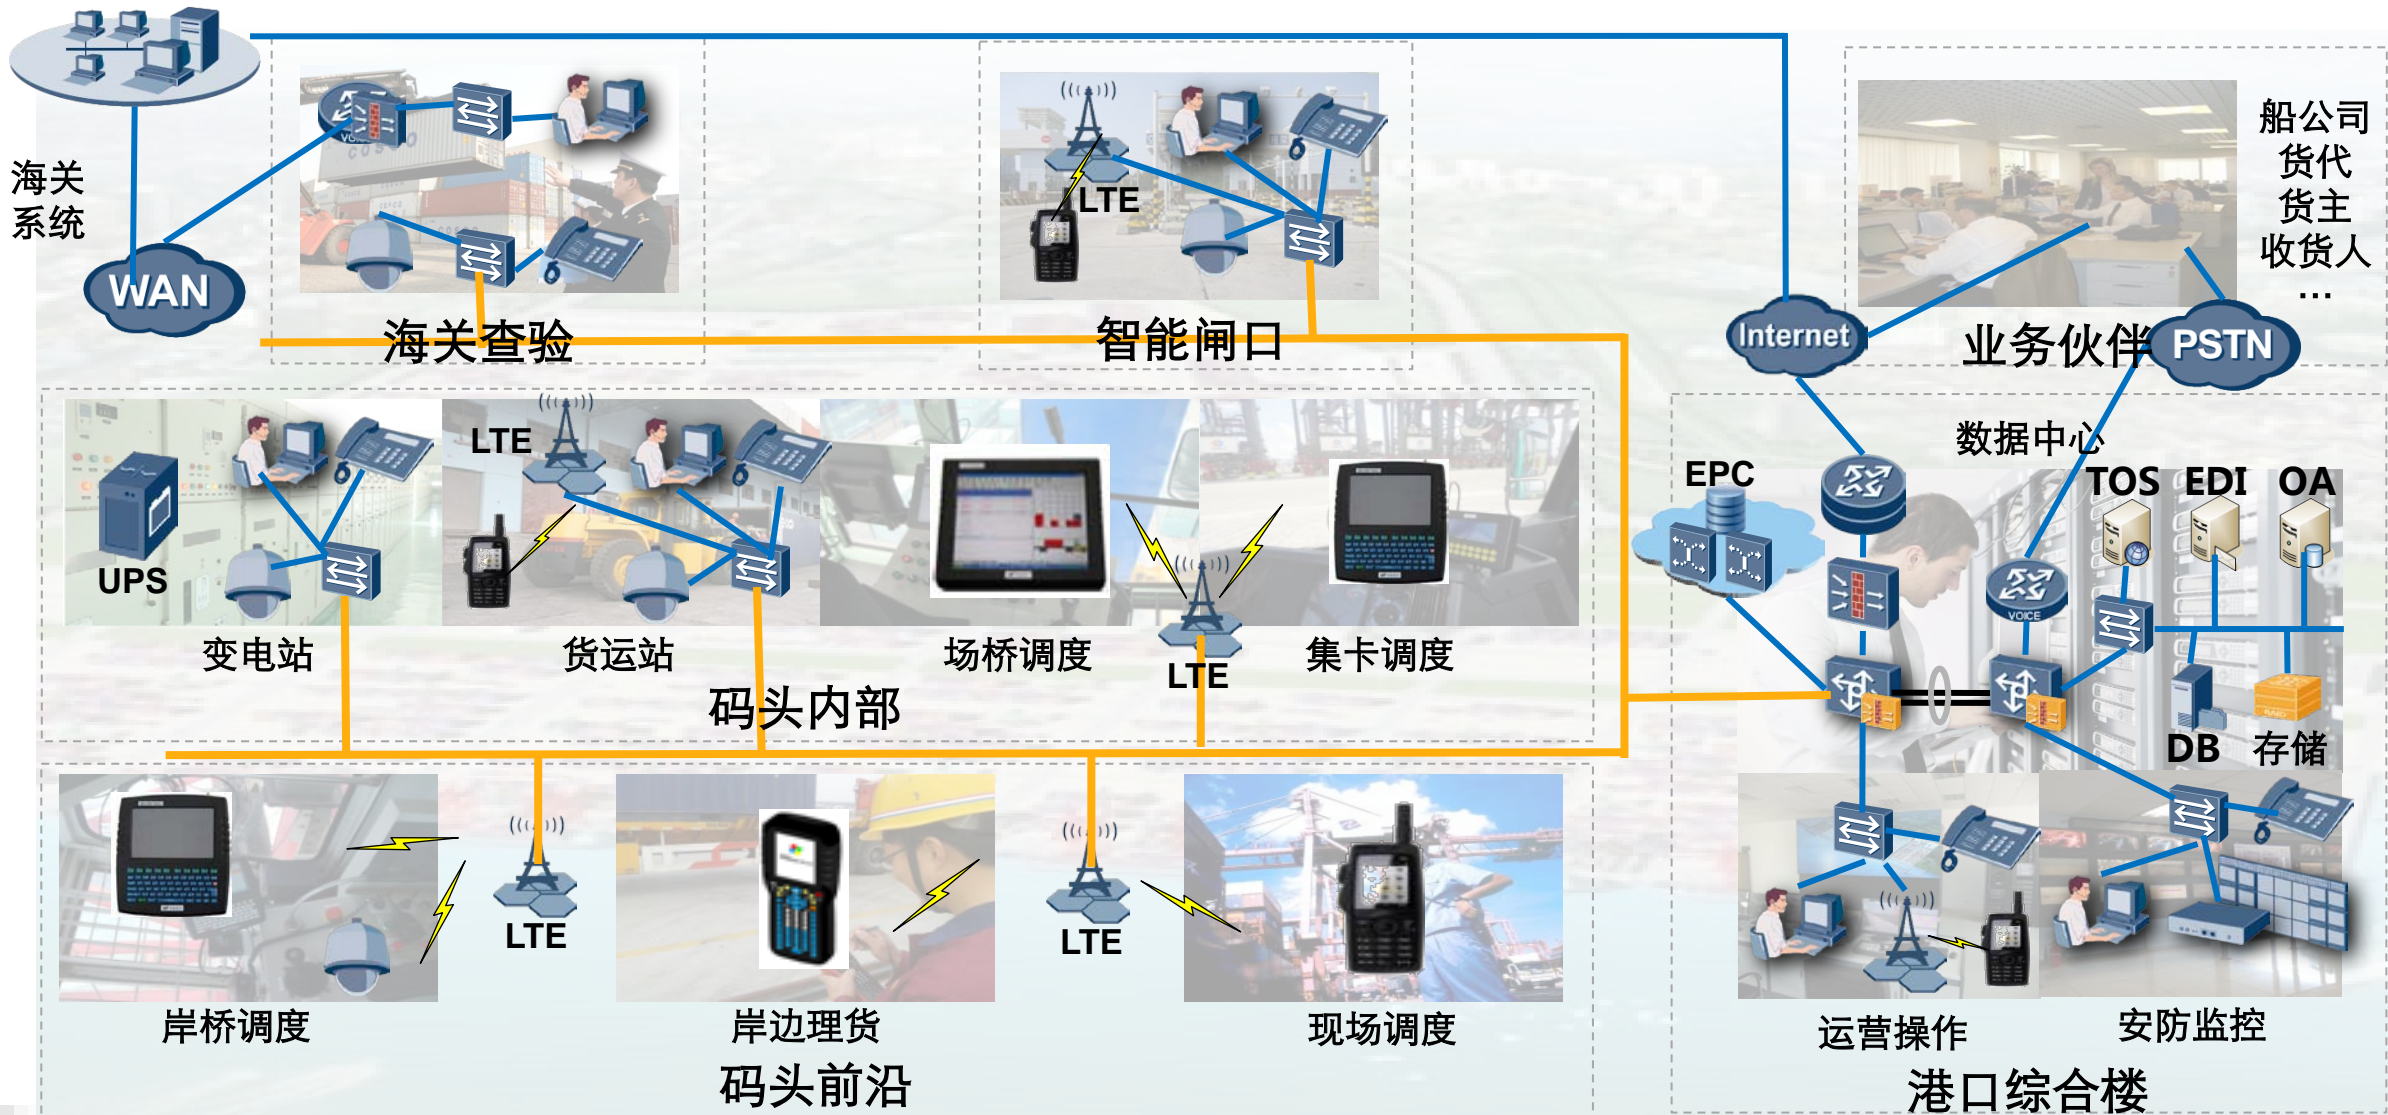 海关
系统
WAN
VOICE
COSCO
海关查验
LTE
智能闸口
Internet
业务伙伴
PSTN
船公司
货代
货主
收货人
...
UPS
变电站
LTE
货运站
场桥调度
LTE
集卡调度
码头内部
岸桥调度
LTE
岸边理货
LTE
现场调度
码头前沿
数据中心
EPC
TOS
EDI
OA
VOICE
DB
存储
运营操作
安防监控
港口综合楼